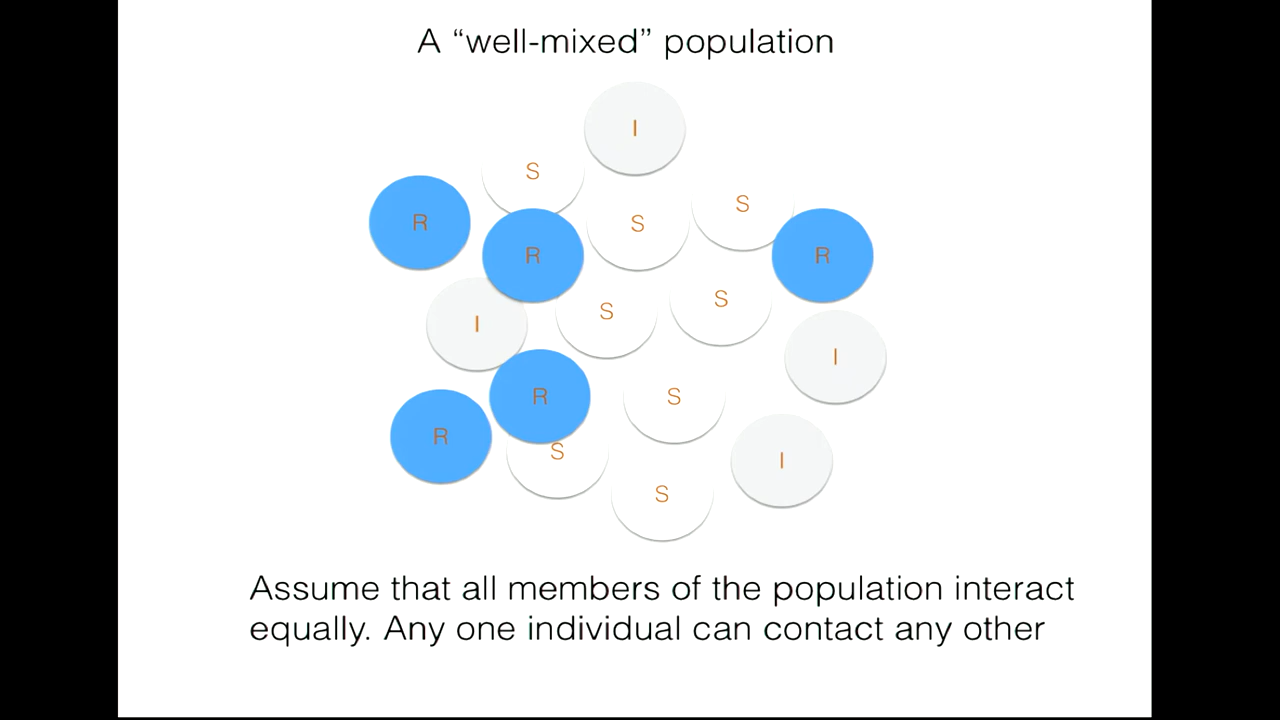 A “well-mixed” population
I
S
S
R
S
R
R
S
S
I
I
R
S
R
S
I
S
Assume that all members of the population interact
equally. Any one individual can contact any other